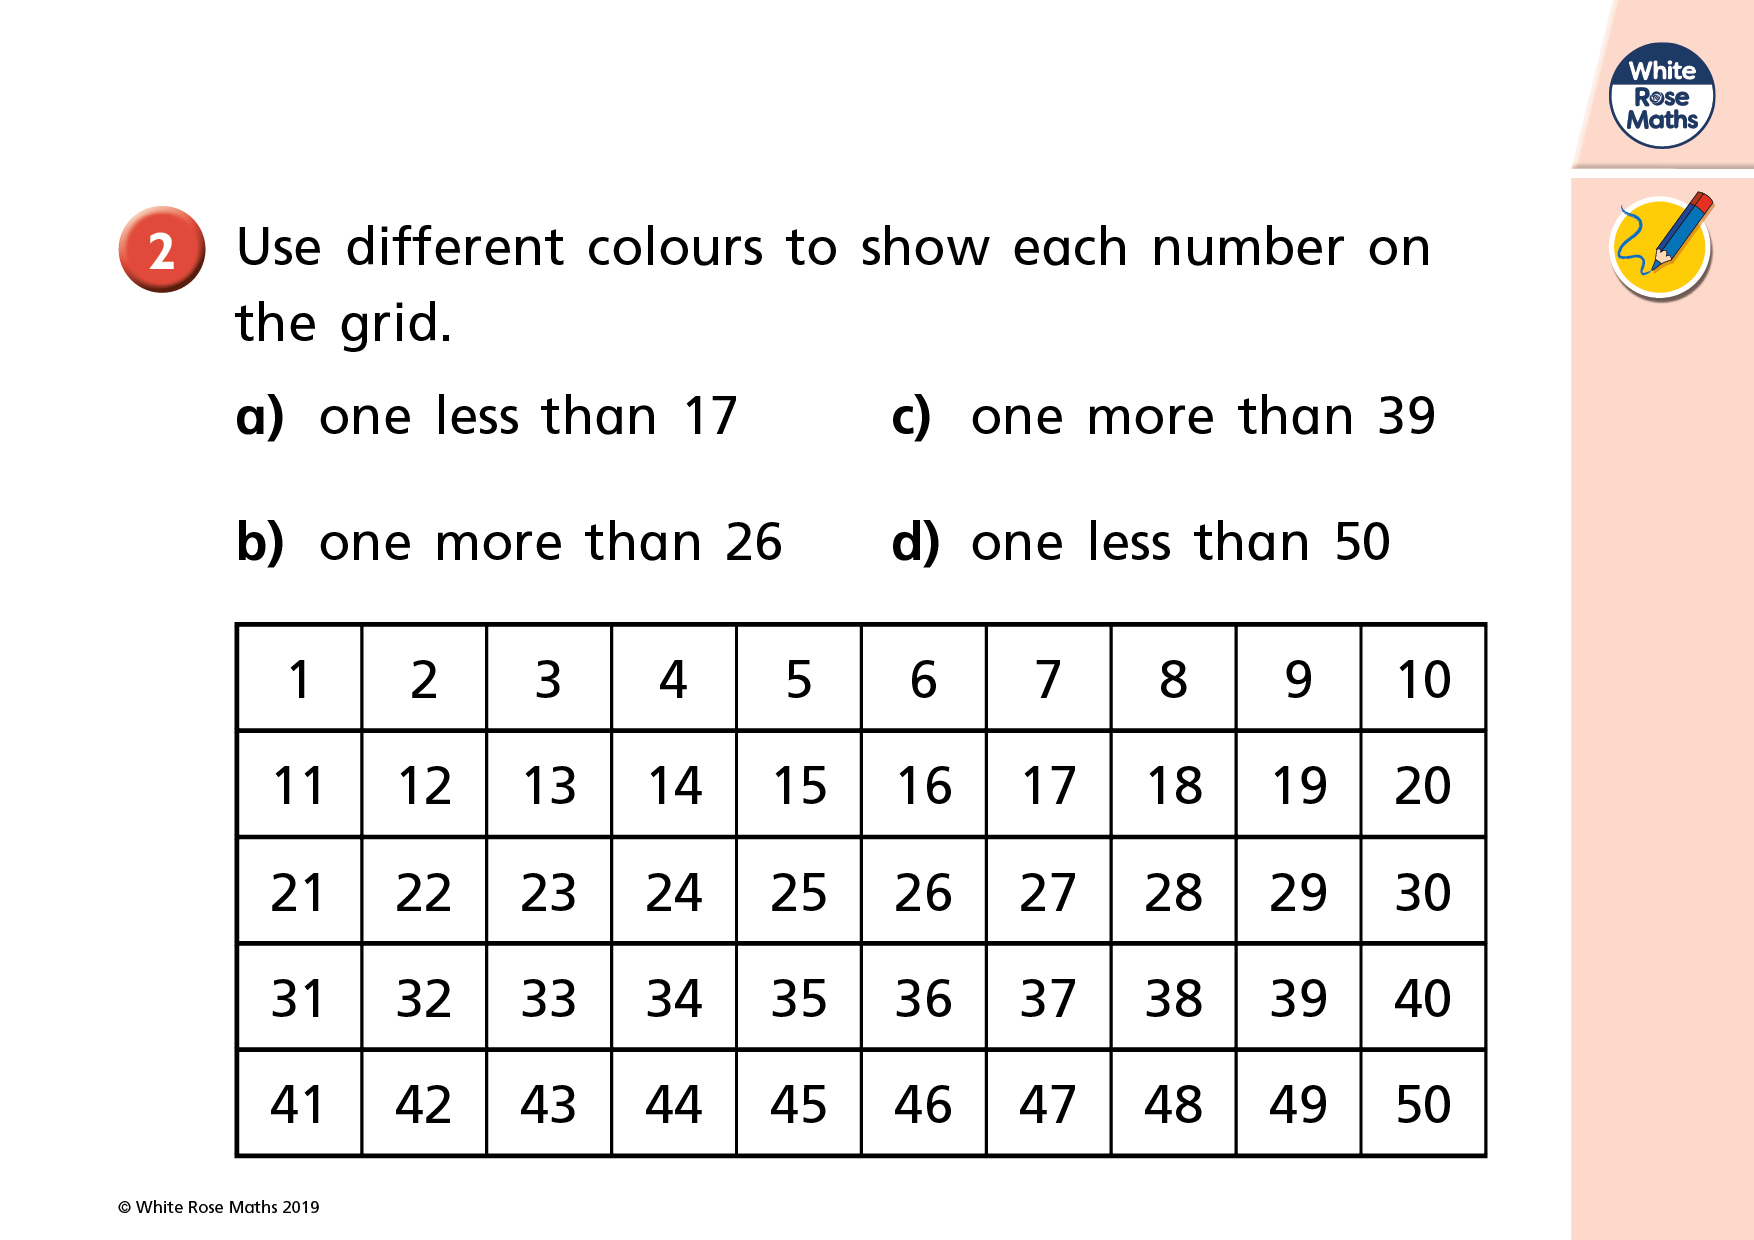 White
Rose
Maths
2 Use different colours to show each number on
the grid.
a) one less than 17
c) one more than 39
b) one more than 26
d) one less than 50
1 2 3 4 5 6 7 8 9 10
11 12 13 14 15 16 17 18 19 20
21 22 23 24 25 26 27 28 29 30
31 32 33 34 35 36 37 38 39 40
41 42 43 44 45 46 47 48 49 50
© White Rose Maths 2019